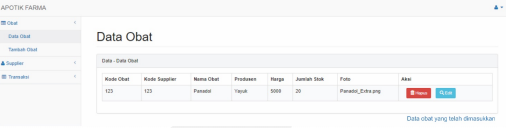 APOTIK FARMA
Obat
Data Obat
Tambah Obat
Supplier
Transaksi
Data Obat
Data - Data Obat
Kode Obat Kode Supplier Nama Obat Produsen Harga Jumlah Stok Foto Aksi
123 123 Panadol Yayuk 5000 20 Panadol_Extra.png Hapus Edit
Data obat yang telah dimasukkan